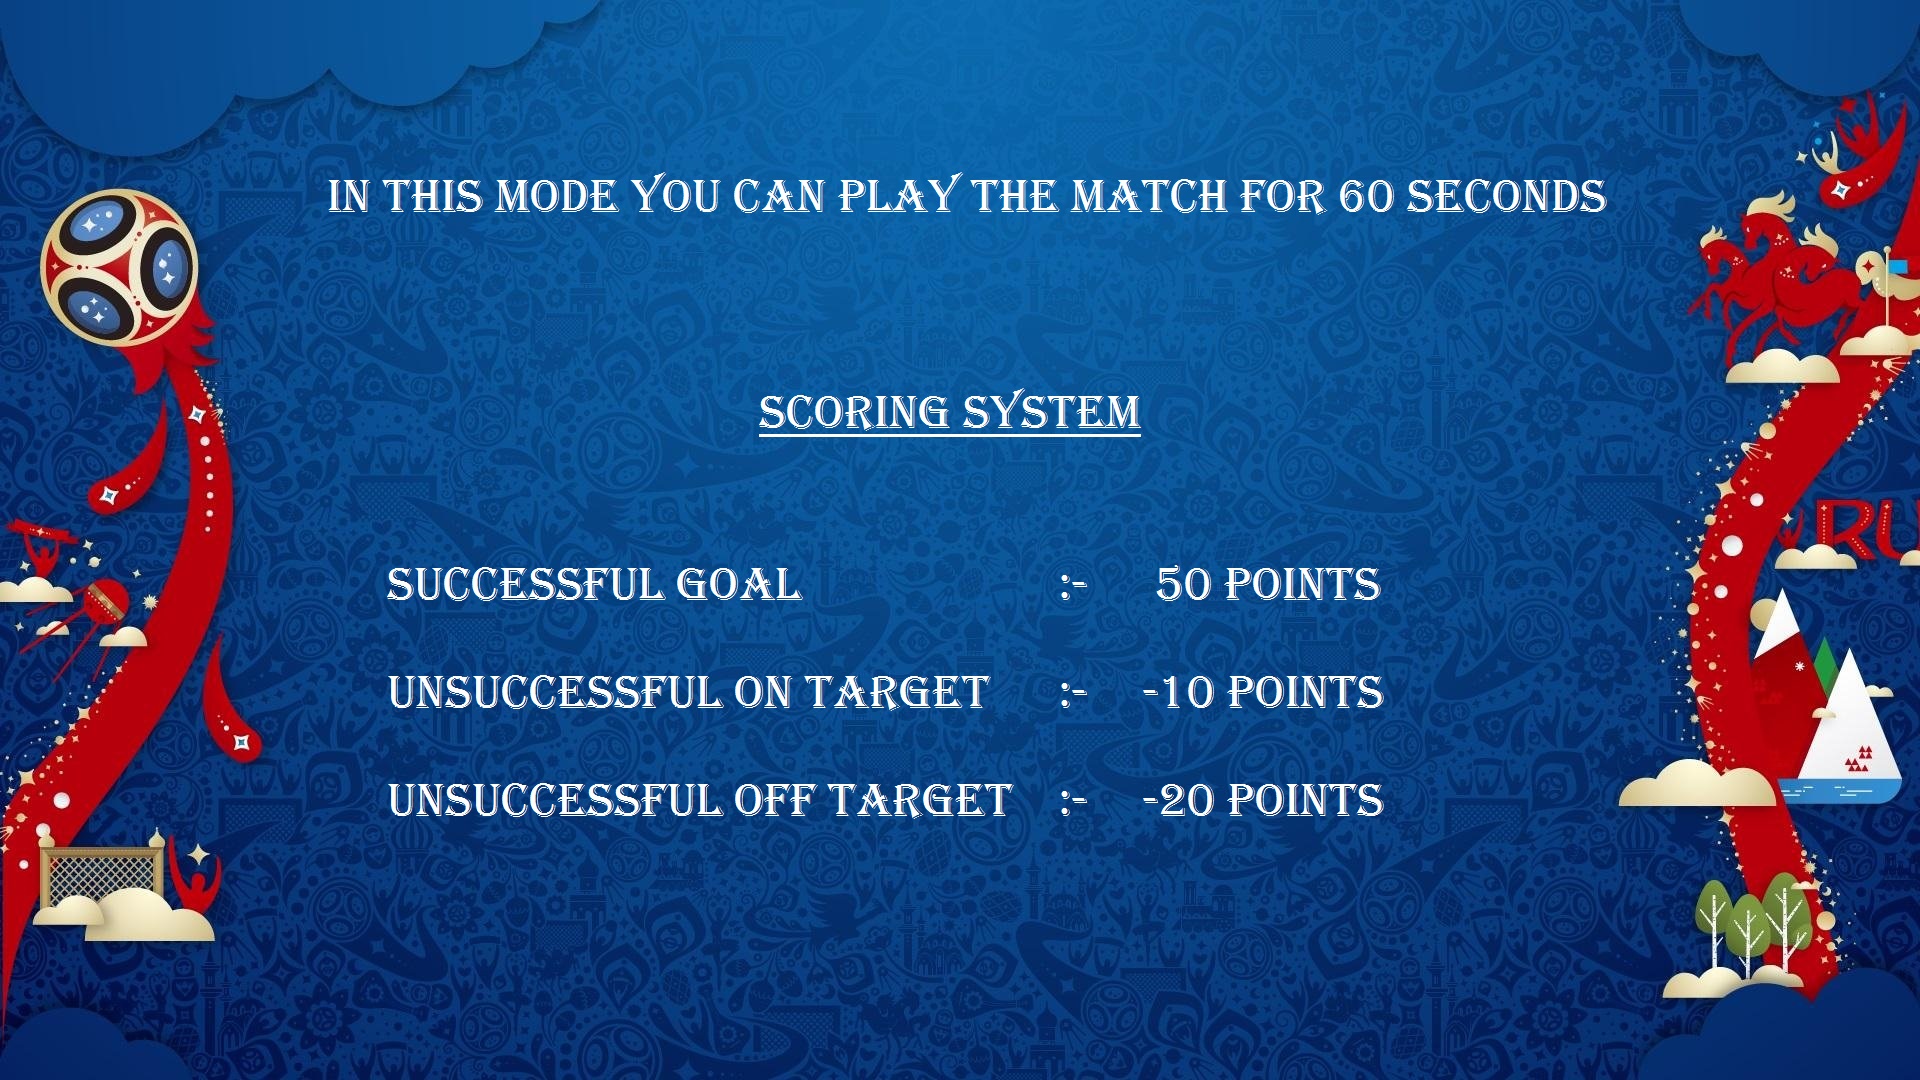 IN THIS MODE YOU CAN PLAY THE MATCH FOR 60 SECONDS
SCORING SYSTEM
SUCCESSFUL GOAL :- 50 POINTS
UNSUCCESSFUL ON TARGET :- -10 POINTS
UNSUCCESSFUL OFF TARGET :- -20 POINTS
RU